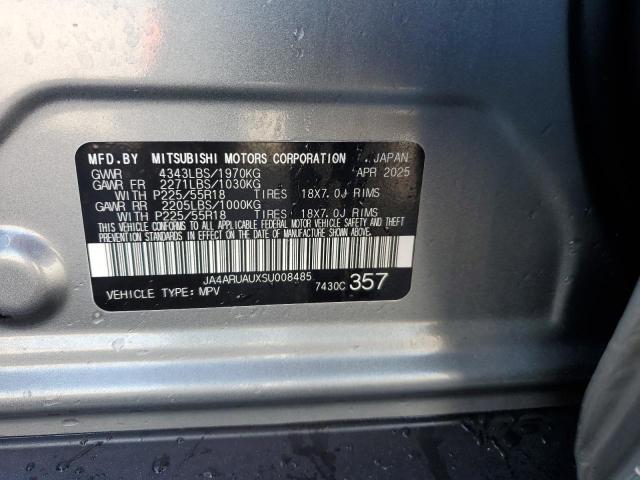 MFD.BY MITSUBISHI MOTORS CORPORATION JAPAN
GVWR 4343LBS/1970KG APR 2025
GAWR FR 2271LBS/1030KG
WITH P225/55R18 TIRES 18X7.0J RIMS
GAWR RR 2205LBS/1000KG
WITH P225/55R18 TIRES 18X7.0J RIMS
THIS VEHICLE CONFORMS TO ALL APPLICABLE FEDERAL MOTOR VEHICLE SAFETY AND THEFT
PREVENTION STANDARDS IN EFFECT ON THE DATE OF MANUFACTURE SHOWN ABOVE.
JA4ARUAUXSU008485
VEHICLE TYPE: MPV 7430C 357